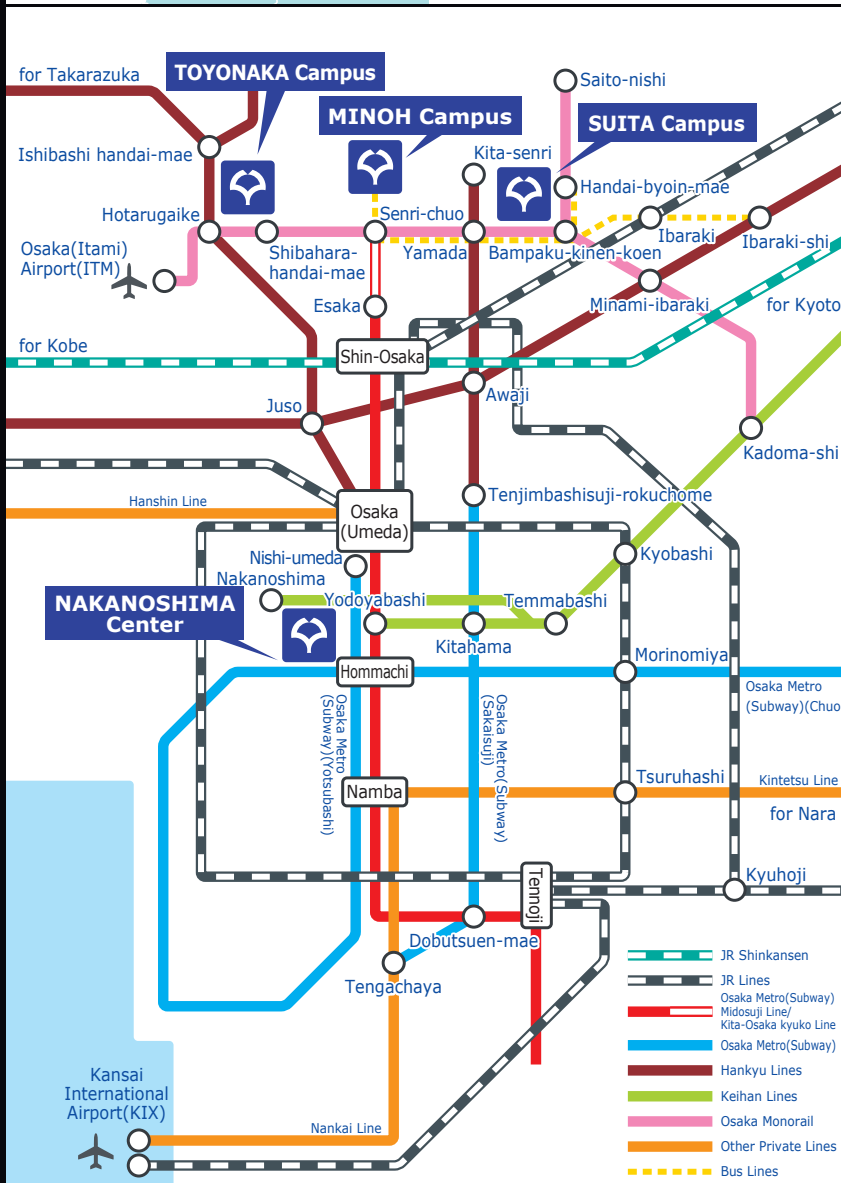 for Takarazuka
TOYONAKA Campus
Saito-nishi
MINOH Campus
SUITA Campus
Ishibashi handai-mae
Kita-senri
Handai-byoin-mae
Hotarugaike
Senri-chuo
Ibaraki
Ibaraki-shi
Osaka(Itami)
Airport(ITM)
Shibahara-
handai-mae
Yamada
Bampaku-kinen-koen
Esaka
Minami-ibaraki
for Kyoto
for Kobe
Shin-Osaka
Awaji
Juso
Kadoma-shi
Hanshin Line
Osaka
(Umeda)
Tenjimbashisuji-rokuchome
Nishi-umeda
Kyobashi
Nakanoshima
NAKANOSHIMA
Center
Yodoyabashi
Temmabashi
Kitahama
Hommachi
Morinomiya
Osaka Metro
(Subway)(Chuo
Osaka Metro
(Subway)(Yotsubashi)
Osaka Metro(Subway)
(Sakaisuji)
Namba
Tsuruhashi
Kintetsu Line
for Nara
Tennoji
Kyuhoji
Dobutsuen-mae
Tengachaya
Kansai
International
Airport(KIX)
Nankai Line
JR Shinkansen
JR Lines
Osaka Metro(Subway)
Midosuji Line/
Kita-Osaka kyuko Line
Osaka Metro(Subway)
Hankyu Lines
Keihan Lines
Osaka Monorail
Other Private Lines
Bus Lines